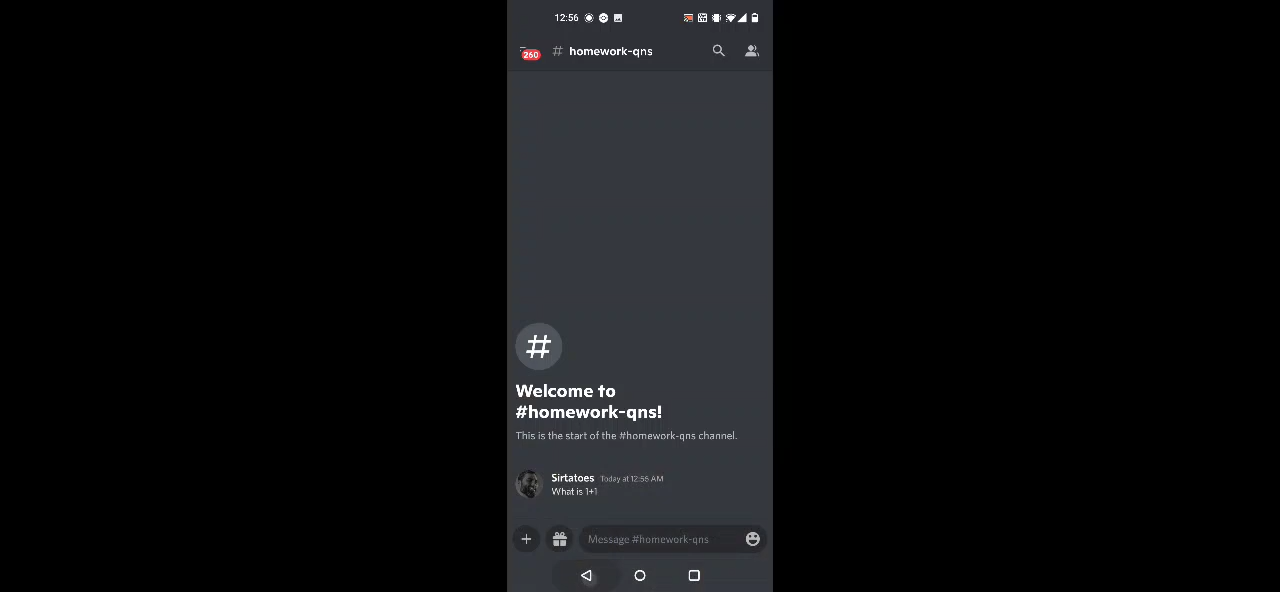 12:56
260 # homework-qns
#
Welcome to
#homework-qns!
This is the start of the #homework-qns channel.
Sirtatoes Today at 12:56 AM
What is 1+1
Message #homework-qns